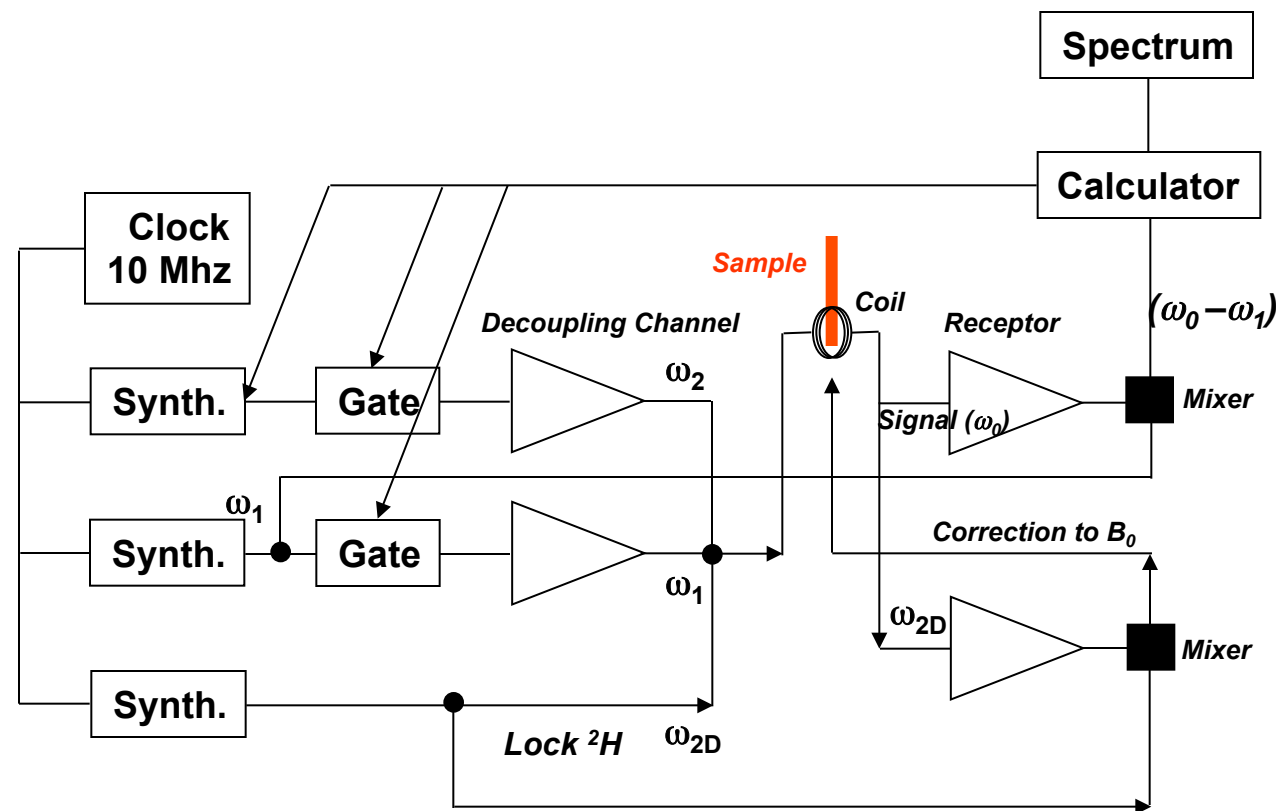 Spectrum
Calculator
Clock
10 Mhz
Sample
Coil
Decoupling Channel
Receptor
(ω₀ – ω₁)
Synth.
Gate
ω₂
Signal (ω₀)
Mixer
ω₁
Synth.
Gate
ω₁
Correction to B₀
ω₂D
Mixer
Synth.
Lock ²H
ω₂D